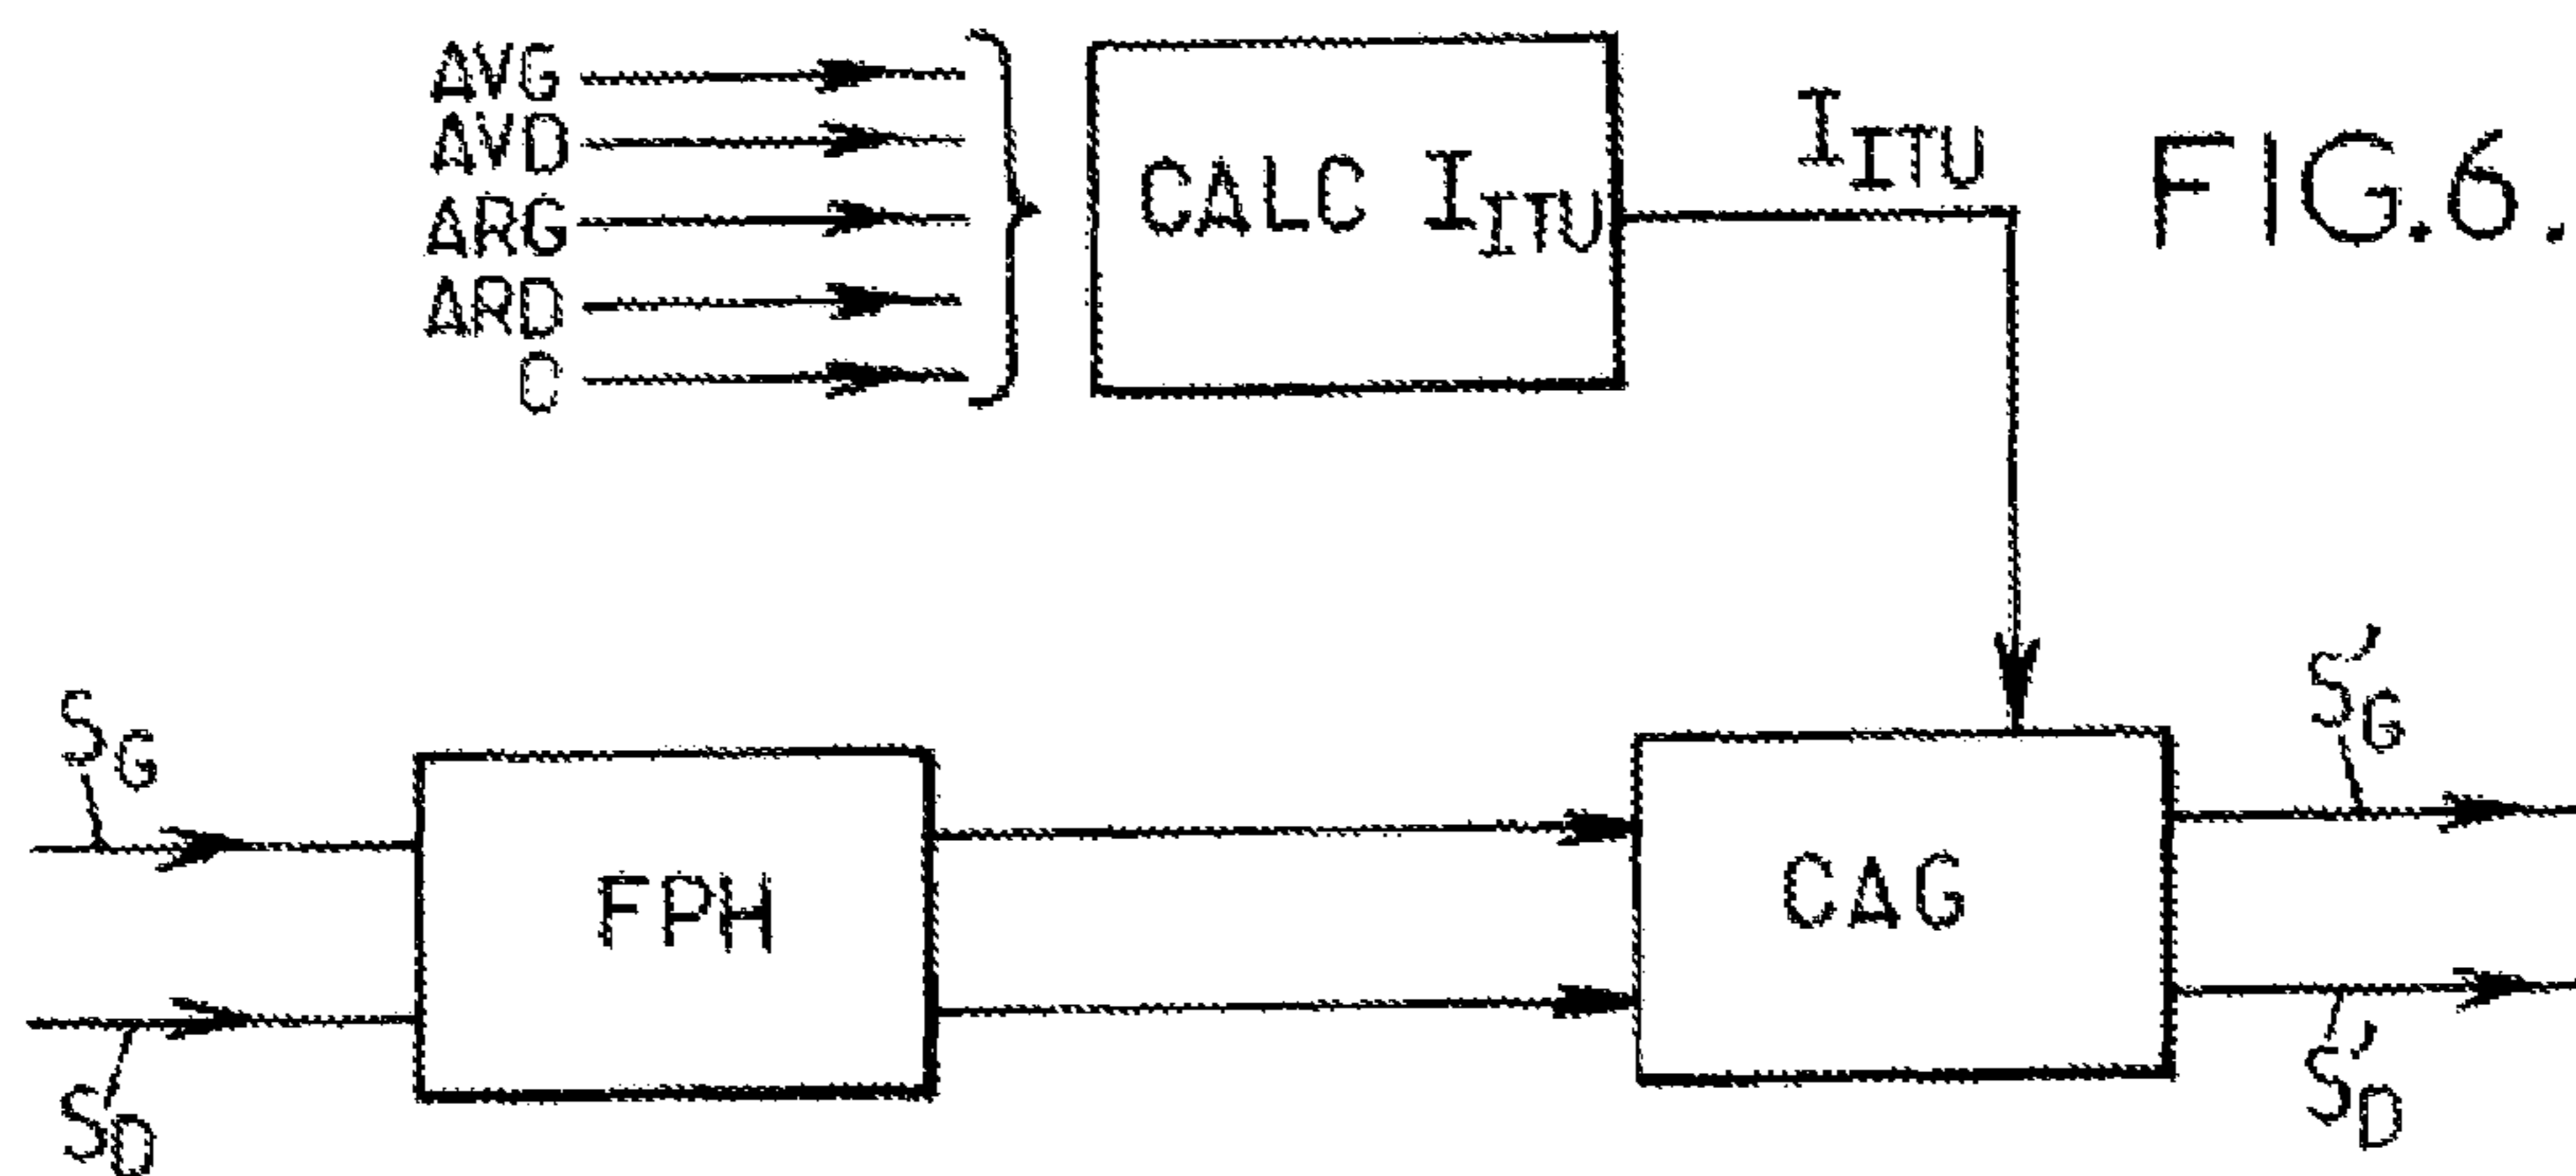 AVG
AVD
ARG
ARD
C
CALC I_ITU
I_ITU
FIG.6.
S_G
S_D
FPH
CAG
S'_G
S'_D